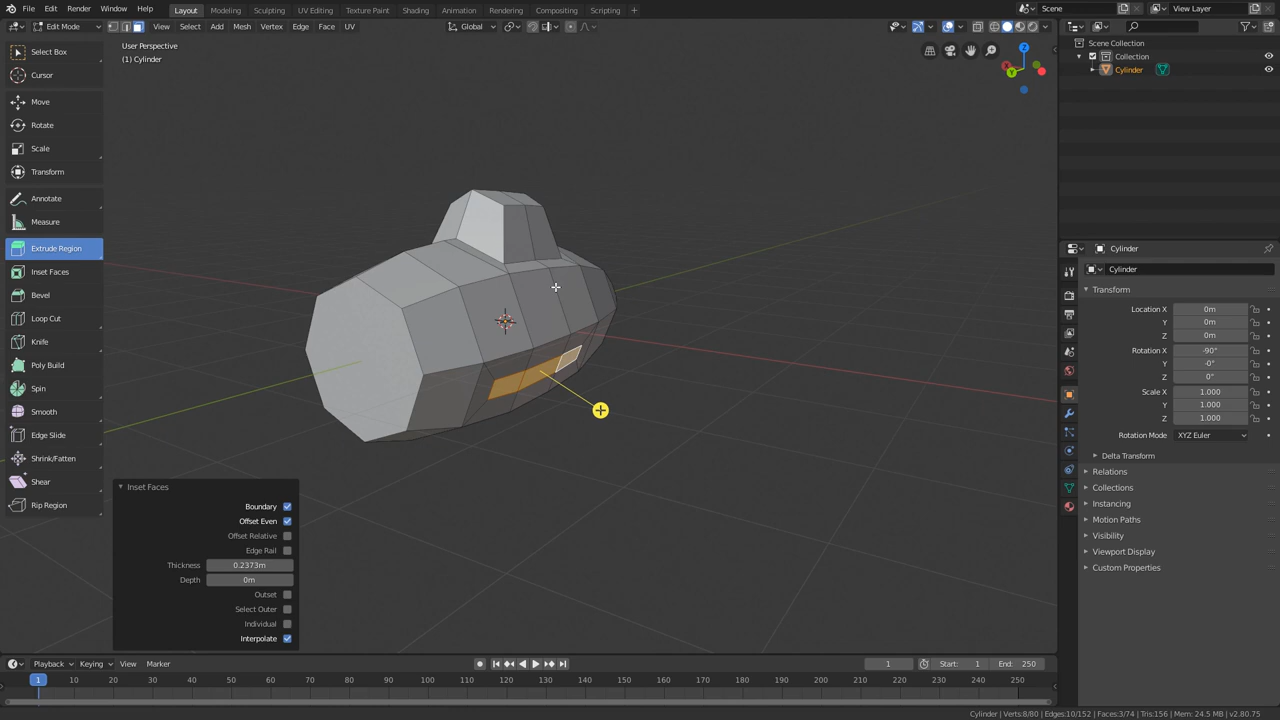 File Edit Render Window Help
Layout Modeling Sculpting UV Editing Texture Paint Shading Animation Rendering Compositing Scripting +
Scene
View Layer
Edit Mode
View Select Add Mesh Vertex Edge Face UV
Global
User Perspective
(1) Cylinder
Select Box
Cursor
Move
Rotate
Scale
Transform
Annotate
Measure
Extrude Region
Inset Faces
Bevel
Loop Cut
Knife
Poly Build
Spin
Smooth
Edge Slide
Shrink/Fatten
Shear
Rip Region
Z
Y
X
Inset Faces
Boundary
Offset Even
Offset Relative
Edge Rail
Thickness 0.2373m
Depth 0m
Outset
Select Outer
Individual
Interpolate
Scene Collection
Collection
Cylinder
Cylinder
Cylinder
Transform
Location X 0m
Y 0m
Z 0m
Rotation X -90°
Y -0°
Z 0°
Scale X 1.000
Y 1.000
Z 1.000
Rotation Mode XYZ Euler
Delta Transform
Relations
Collections
Instancing
Motion Paths
Visibility
Viewport Display
Custom Properties
Playback Keying View Marker
1 Start: 1 End: 250
1 10 20 30 40 50 60 70 80 90 100 110 120 130 140 150 160 170 180 190 200 210 220 230 240 250
Cylinder | Verts:8/80 | Edges:10/152 | Faces:3/74 | Tris:156 | Mem: 24.5 MB | v2.80.75